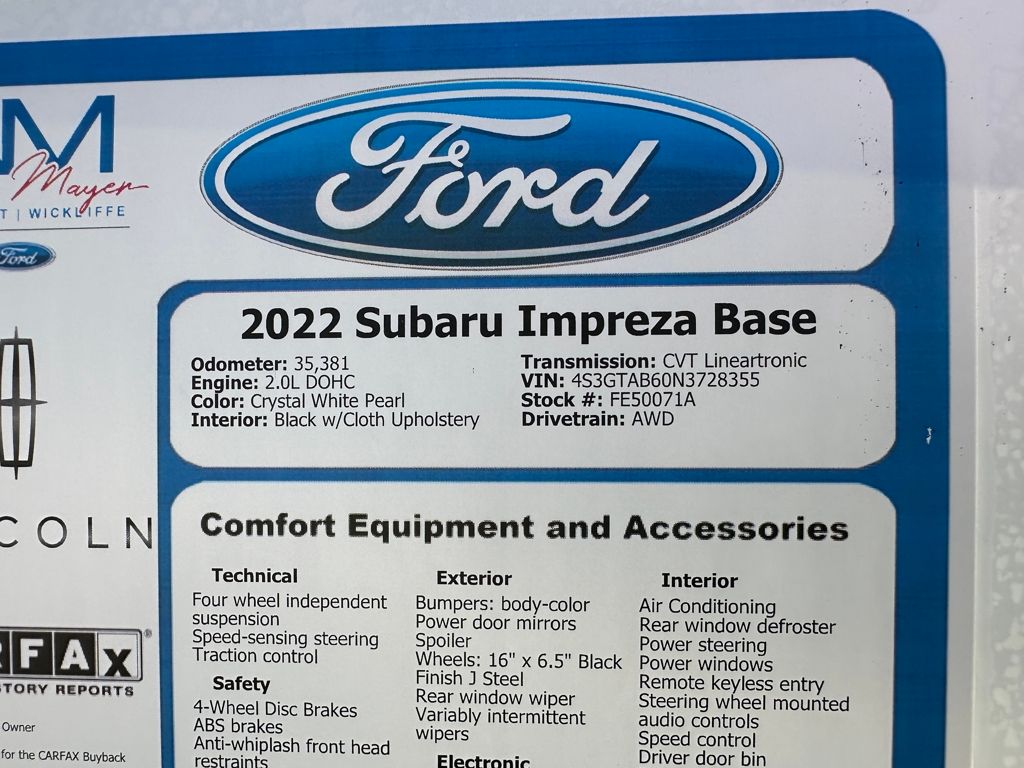 M
Mayer
T | WICKLIFFE
Ford
Ford
COLN
FAX
STORY REPORTS
Owner
for the CARFAX Buyback
2022 Subaru Impreza Base
Odometer: 35,381
Engine: 2.0L DOHC
Color: Crystal White Pearl
Interior: Black w/Cloth Upholstery
Transmission: CVT Lineartronic
VIN: 4S3GTAB60N3728355
Stock #: FE50071A
Drivetrain: AWD
Comfort Equipment and Accessories
Technical
Four wheel independent
suspension
Speed-sensing steering
Traction control
Safety
4-Wheel Disc Brakes
ABS brakes
Anti-whiplash front head
restraints
Exterior
Bumpers: body-color
Power door mirrors
Spoiler
Wheels: 16" x 6.5" Black
Finish J Steel
Rear window wiper
Variably intermittent
wipers
Electronic
Interior
Air Conditioning
Rear window defroster
Power steering
Power windows
Remote keyless entry
Steering wheel mounted
audio controls
Speed control
Driver door bin